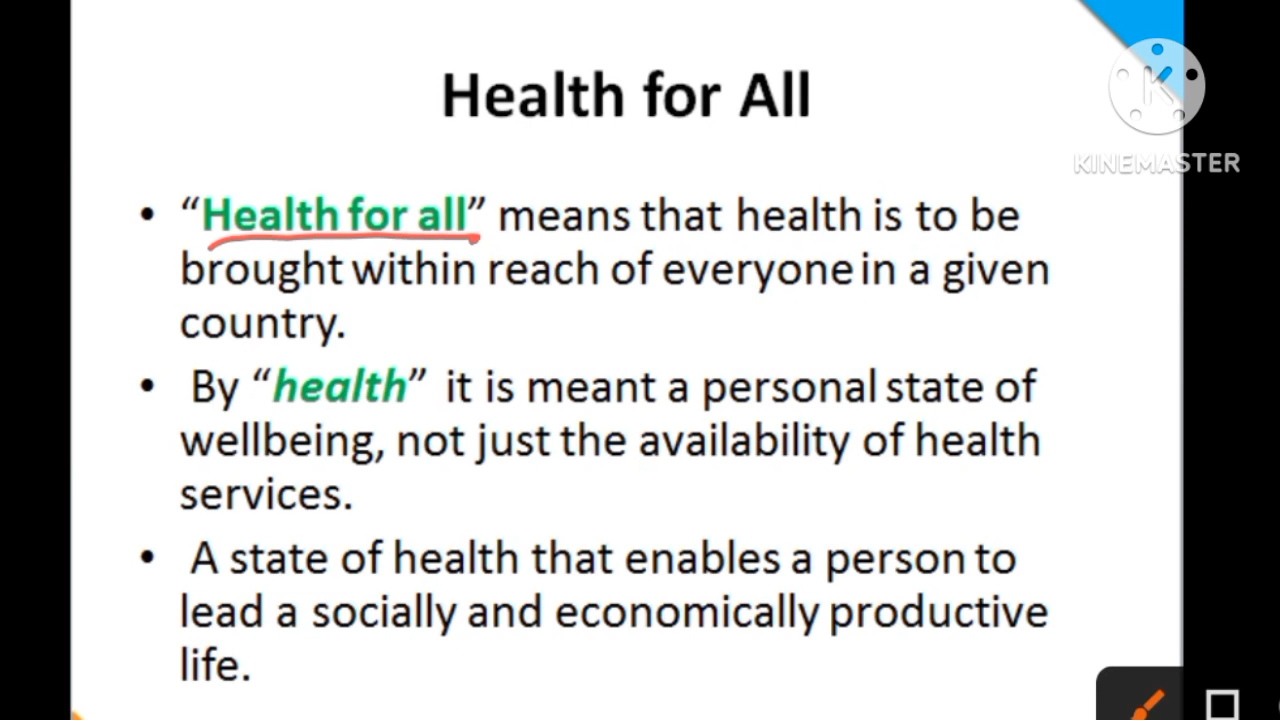 Health for All
KINEMASTER
• “Health for all” means that health is to be
brought within reach of everyone in a given
country.
• By “health” it is meant a personal state of
wellbeing, not just the availability of health
services.
• A state of health that enables a person to
lead a socially and economically productive
life.